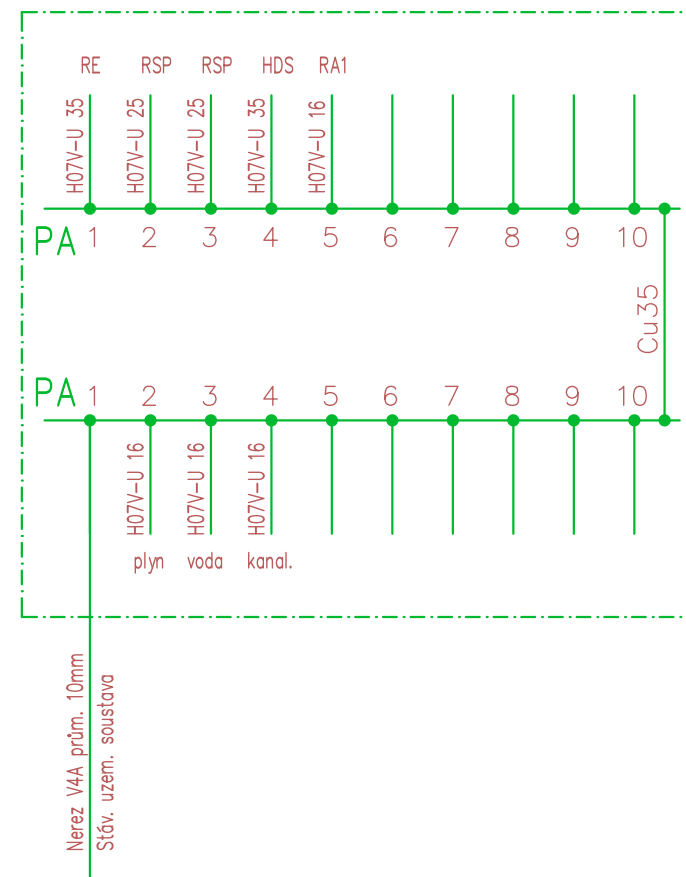 RE RSP RSP HDS RA1
H07V-U 35 H07V-U 25 H07V-U 25 H07V-U 35 H07V-U 16
PA 1 2 3 4 5 6 7 8 9 10
Cu35
PA 1 2 3 4 5 6 7 8 9 10
H07V-U 16 H07V-U 16 H07V-U 16
plyn voda kanal.
Nerez V4A prům. 10mm
Stáv. uzem. soustava